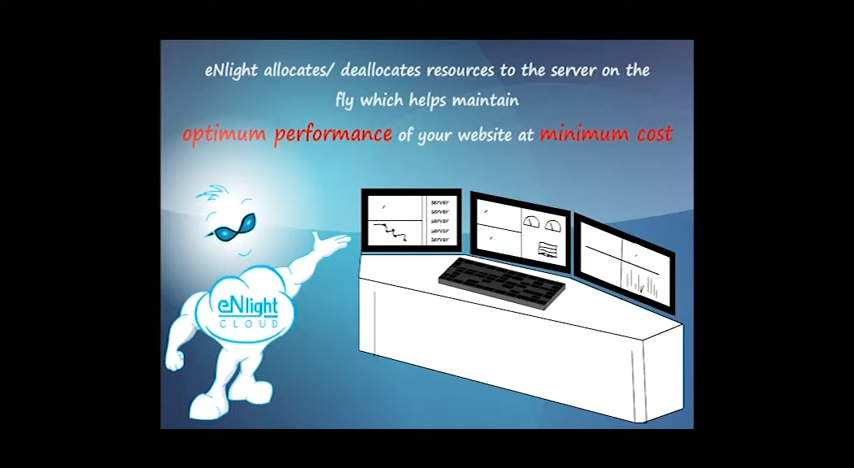 eNlight allocates/ deallocates resources to the server on the
fly which helps maintain
optimum performance of your website at minimum cost
server
server
server
server
server
eNlight
CLOUD